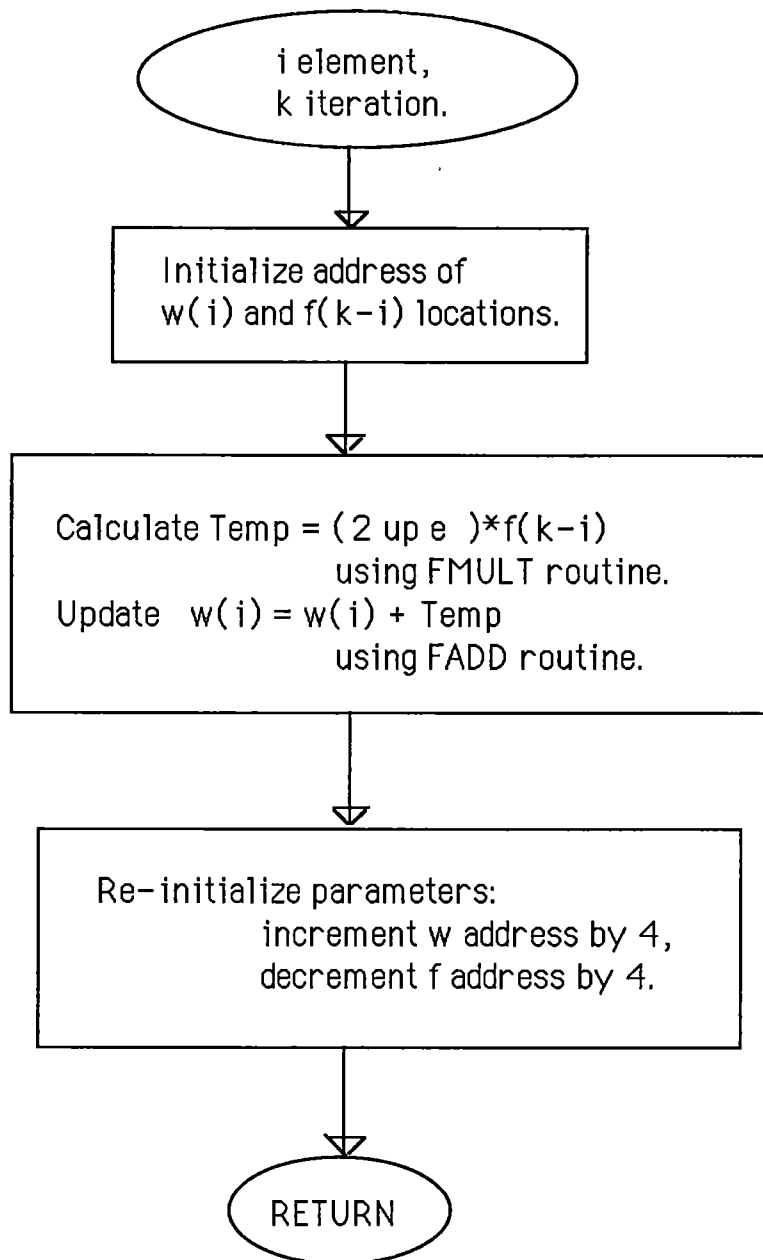 i element,
k iteration.
Initialize address of
w(i) and f(k-i) locations.
Calculate Temp = (2 up e )*f(k-i)
using FMULT routine.
Update w(i) = w(i) + Temp
using FADD routine.
Re-initialize parameters:
increment w address by 4,
decrement f address by 4.
RETURN